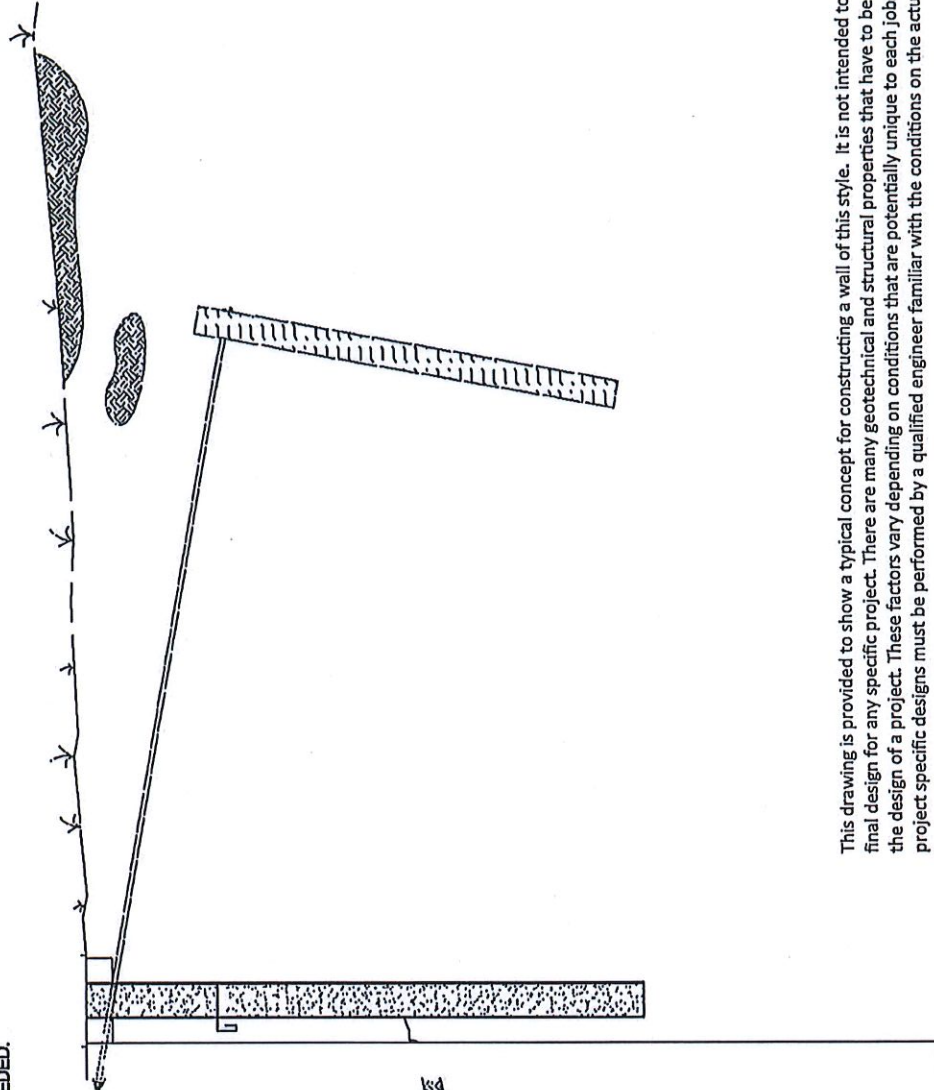 EDED.
This drawing is provided to show a typical concept for constructing a wall of this style. It is not intended to
final design for any specific project. There are many geotechnical and structural properties that have to be
the design of a project. These factors vary depending on conditions that are potentially unique to each job
project specific designs must be performed by a qualified engineer familiar with the conditions on the actu